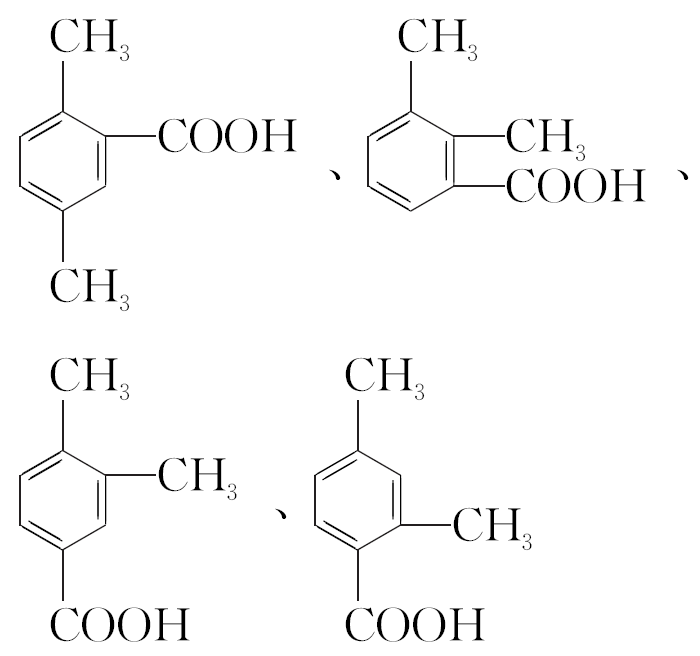 CH₃ CH₃
COOH 、 CH₃ 、
COOH
CH₃
CH₃ CH₃
CH₃ 、 CH₃
COOH COOH